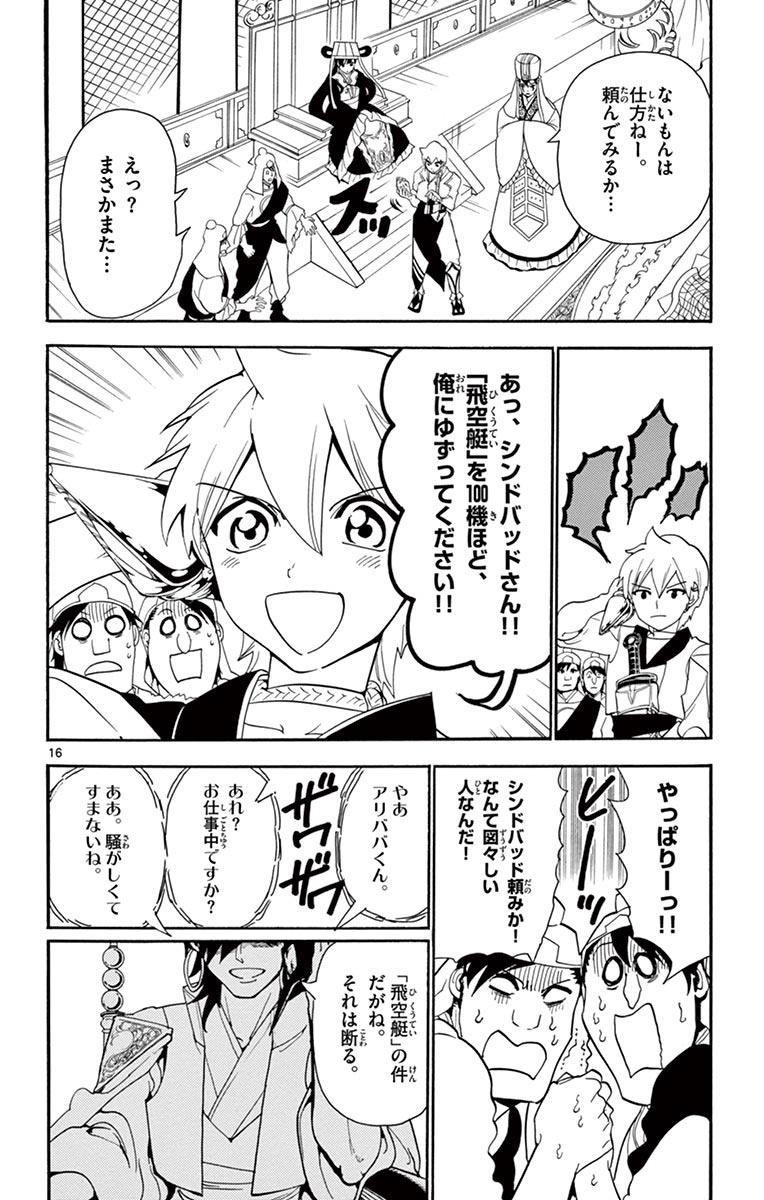 ないもんは
仕方ねー。
頼んでみるか…
えっ？
まさかまた…
ズズッ
あっ、シンドバッドさん!!
『飛空艇』を100機ほど、
俺にゆずってください!!
やっぱりーっ!!
シンドバッド頼みか！
なんて図々しい
人なんだ！
ヒーッ
やあ
アリババくん。
ザワ
ザワ
あれ？
お仕事中ですか？
ああ。騒がしくて
すまないね。
「飛空艇」の件
だがね。
それは断る。
16